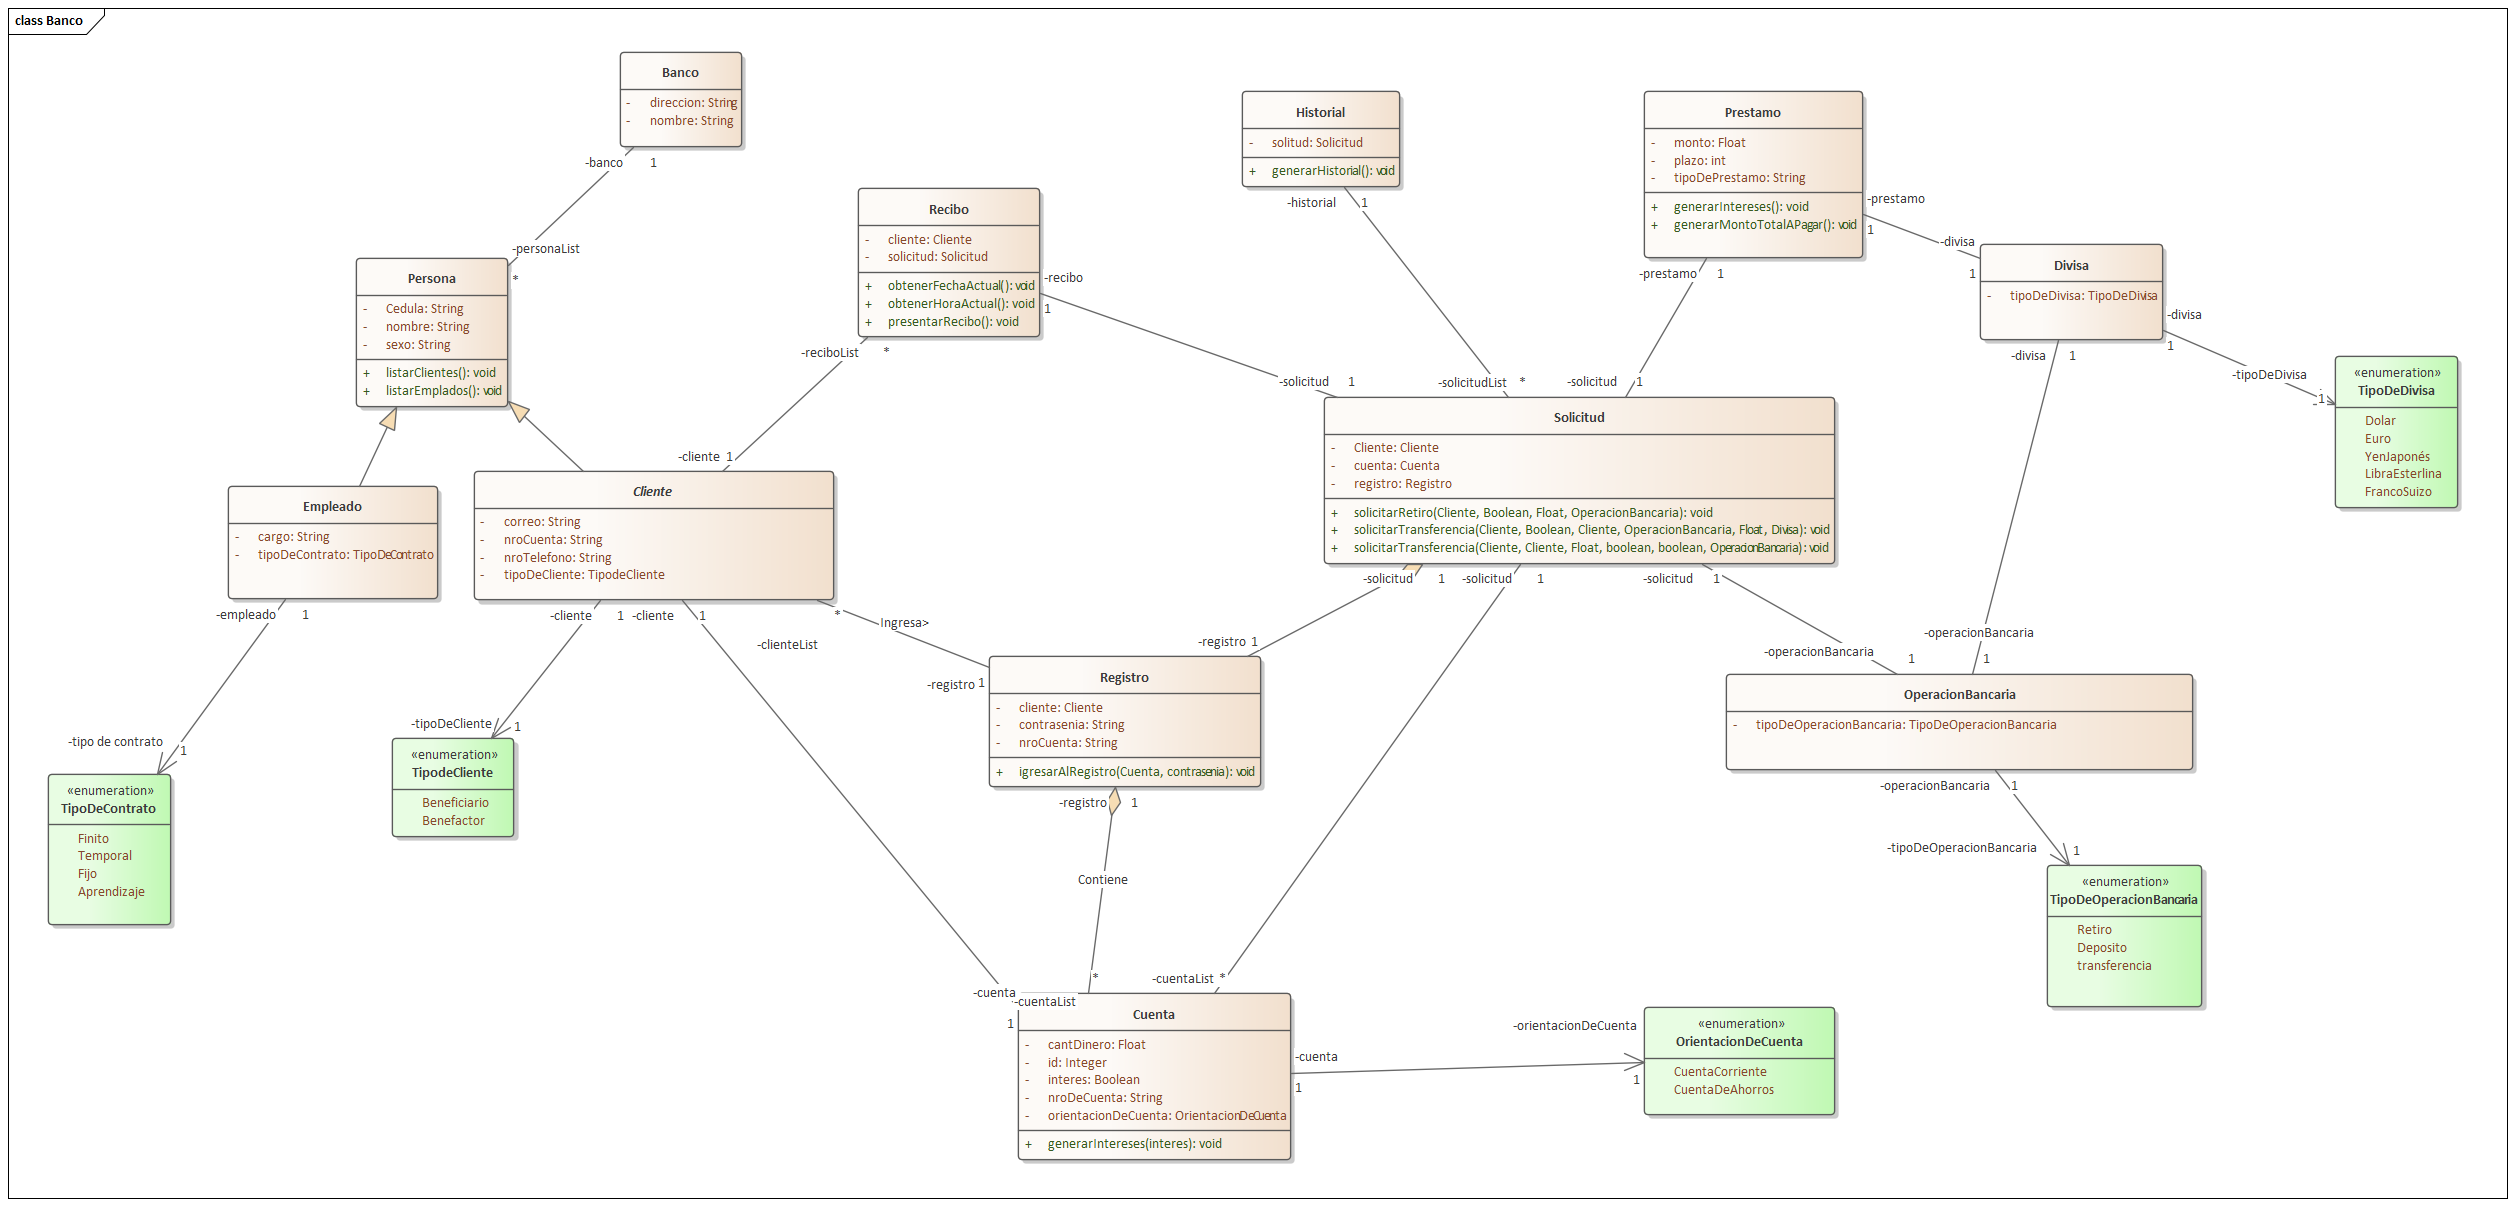 class Banco
Banco
- direccion: String
- nombre: String
-banco 1
-personaList
*
Persona
- Cedula: String
- nombre: String
- sexo: String
+ listarClientes(): void
+ listarEmplados(): void
Recibo
- cliente: Cliente
- solicitud: Solicitud
+ obtenerFechaActual(): void
+ obtenerHoraActual(): void
+ presentarRecibo(): void
-recibo
1
-reciboList *
-cliente 1
Historial
- solitud: Solicitud
+ generarHistorial(): void
-historial 1
Prestamo
- monto: Float
- plazo: int
- tipoDePrestamo: String
+ generarIntereses(): void
+ generarMontoTotalAPagar(): void
-prestamo
1
-prestamo 1
-divisa
1
Divisa
- tipoDeDivisa: TipoDeDivisa
-divisa
1
-divisa 1
-tipoDeDivisa
1
«enumeration»
TipoDeDivisa
Dolar
Euro
YenJaponés
LibraEsterlina
FrancoSuizo
-solicitud 1
-solicitudList *
-solicitud 1
Solicitud
- Cliente: Cliente
- cuenta: Cuenta
- registro: Registro
+ solicitarRetiro(Cliente, Boolean, Float, OperacionBancaria): void
+ solicitarTransferencia(Cliente, Boolean, Cliente, OperacionBancaria, Float, Divisa): void
+ solicitarTransferencia(Cliente, Cliente, Float, boolean, boolean, OperacionBancaria): void
-solicitud 1
-solicitud 1
-solicitud 1
Empleado
- cargo: String
- tipoDeContrato: TipoDeContrato
-empleado 1
Cliente
- correo: String
- nroCuenta: String
- nroTelefono: String
- tipoDeCliente: TipodeCliente
-cliente 1
-cliente 1
*
-clienteList
Ingresa>
-registro 1
-registro 1
Registro
- cliente: Cliente
- contrasenia: String
- nroCuenta: String
+ igresarAlRegistro(Cuenta, contrasenia): void
-registro 1
Contiene
-operacionBancaria
1
-operacionBancaria
1
OperacionBancaria
- tipoDeOperacionBancaria: TipoDeOperacionBancaria
-operacionBancaria 1
-tipoDeOperacionBancaria 1
«enumeration»
TipoDeOperacionBancaria
Retiro
Deposito
transferencia
-tipo de contrato
1
«enumeration»
TipoDeContrato
Finito
Temporal
Fijo
Aprendizaje
-tipoDeCliente 1
«enumeration»
TipodeCliente
Beneficiario
Benefactor
*
-cuentaList *
-cuenta
-cuentaList
1
Cuenta
- cantDinero: Float
- id: Integer
- interes: Boolean
- nroDeCuenta: String
- orientacionDeCuenta: OrientacionDeCuenta
+ generarIntereses(interes): void
-cuenta
1
-orientacionDeCuenta
1
«enumeration»
OrientacionDeCuenta
CuentaCorriente
CuentaDeAhorros